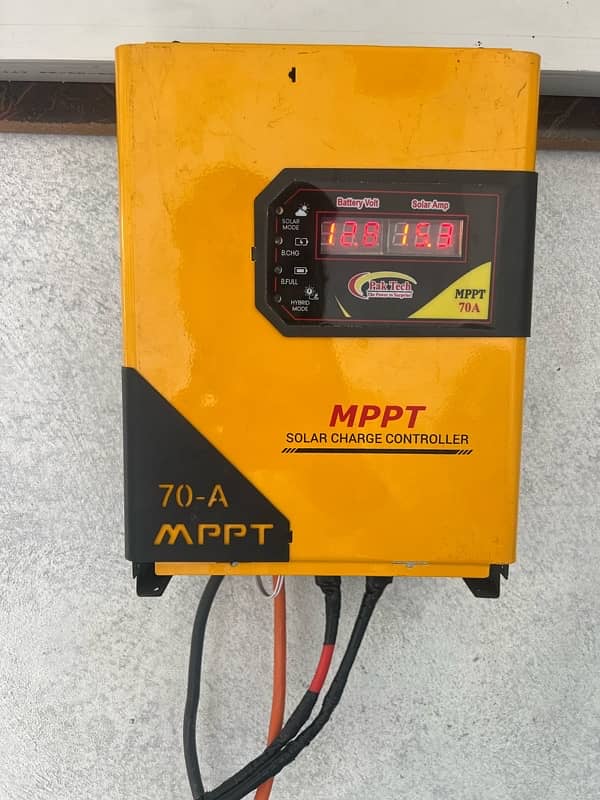 Battery Volt Solar Amp
12.8 15.3
SOLAR
MODE
B.CHG
B.FULL
HYBRID
MODE
Pak Tech
The Power to Surprise
MPPT
70A
MPPT
SOLAR CHARGE CONTROLLER
70-A
MPPT